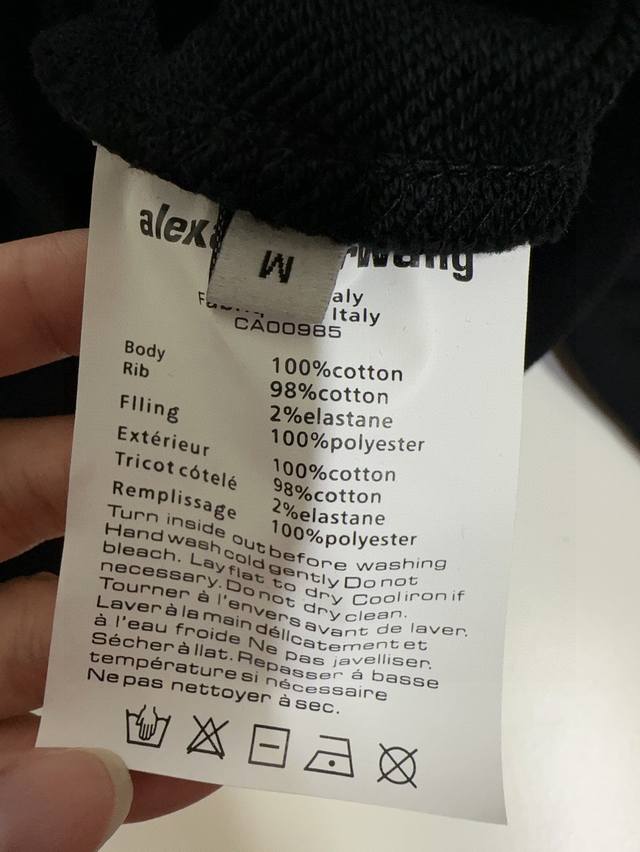 M
aly
Italy
CA00985
Body 100%cotton
Rib 98%cotton
2%elastane
Flling 100%polyester
Extérieur 100%cotton
Tricot côtelé 98%cotton
2%elastane
Remplissage 100%polyester
Turn inside out before washing
Hand wash cold gently Do not
bleach. Lay flat to dry Cool iron if
necessary. Do not dry clean.
Tourner à l'envers avant de laver.
Laver à la main délicatement et
à l'eau froide Ne pas javelliser.
Sécher à llat. Repasser á basse
température si nécessaire
Ne pas nettoyer à sec.